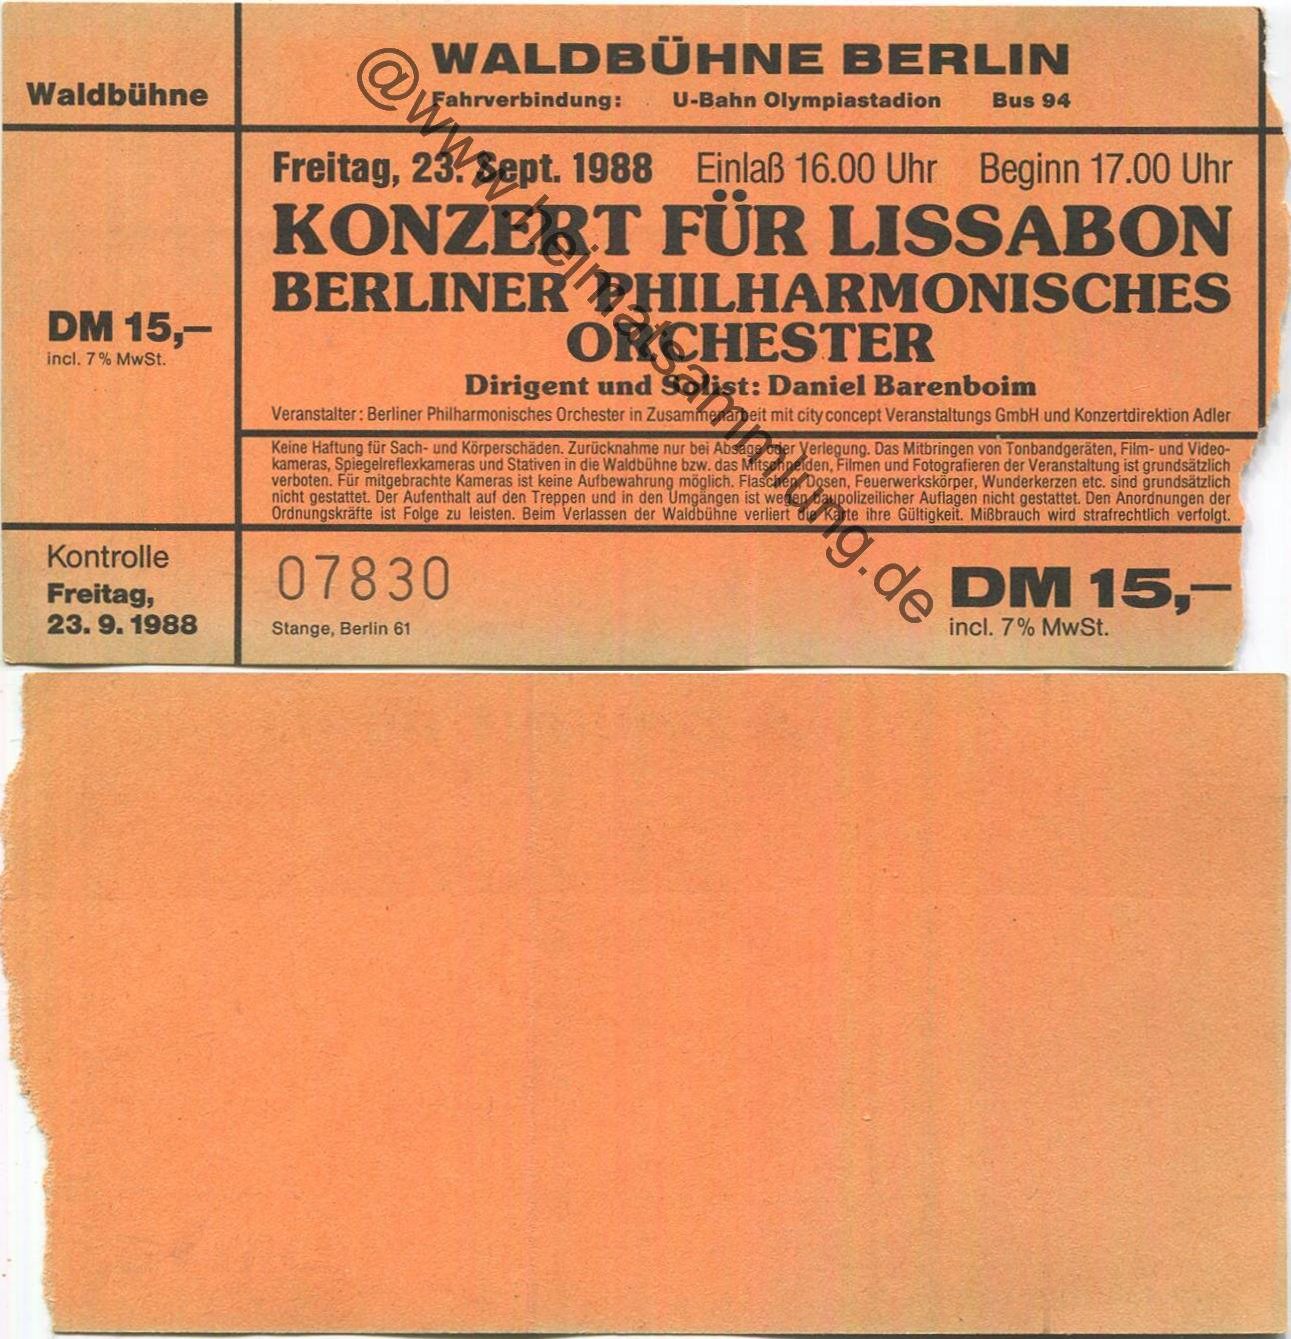 Waldbühne
WALDBÜHNE BERLIN
Fahrverbindung: U-Bahn Olympiastadion Bus 94
Freitag, 23. Sept. 1988 Einlaß 16.00 Uhr Beginn 17.00 Uhr
KONZERT FÜR LISSABON
BERLINER PHILHARMONISCHES
ORCHESTER
Dirigent und Solist: Daniel Barenboim
Veranstalter: Berliner Philharmonisches Orchester in Zusammenarbeit mit city concept Veranstaltungs GmbH und Konzertdirektion Adler
DM 15,—
incl. 7% MwSt.
Keine Haftung für Sach- und Körperschäden. Zurücknahme nur bei Absage oder Verlegung. Das Mitbringen von Tonbandgeräten, Film- und Video-
kameras, Spiegelreflexkameras und Stativen in die Waldbühne bzw. das Mitschneiden, Filmen und Fotografieren der Veranstaltung ist grundsätzlich
verboten. Für mitgebrachte Kameras ist keine Aufbewahrung möglich. Flaschen, Dosen, Feuerwerkskörper, Wunderkerzen etc. sind grundsätzlich
nicht gestattet. Der Aufenthalt auf den Treppen und in den Umgängen ist wegen baupolizeilicher Auflagen nicht gestattet. Den Anordnungen der
Ordnungskräfte ist Folge zu leisten. Beim Verlassen der Waldbühne verliert die Karte ihre Gültigkeit. Mißbrauch wird strafrechtlich verfolgt.
Kontrolle
Freitag,
23. 9. 1988
07830
Stange, Berlin 61
DM 15,—
incl. 7% MwSt.
@www.heimatsammlung.de